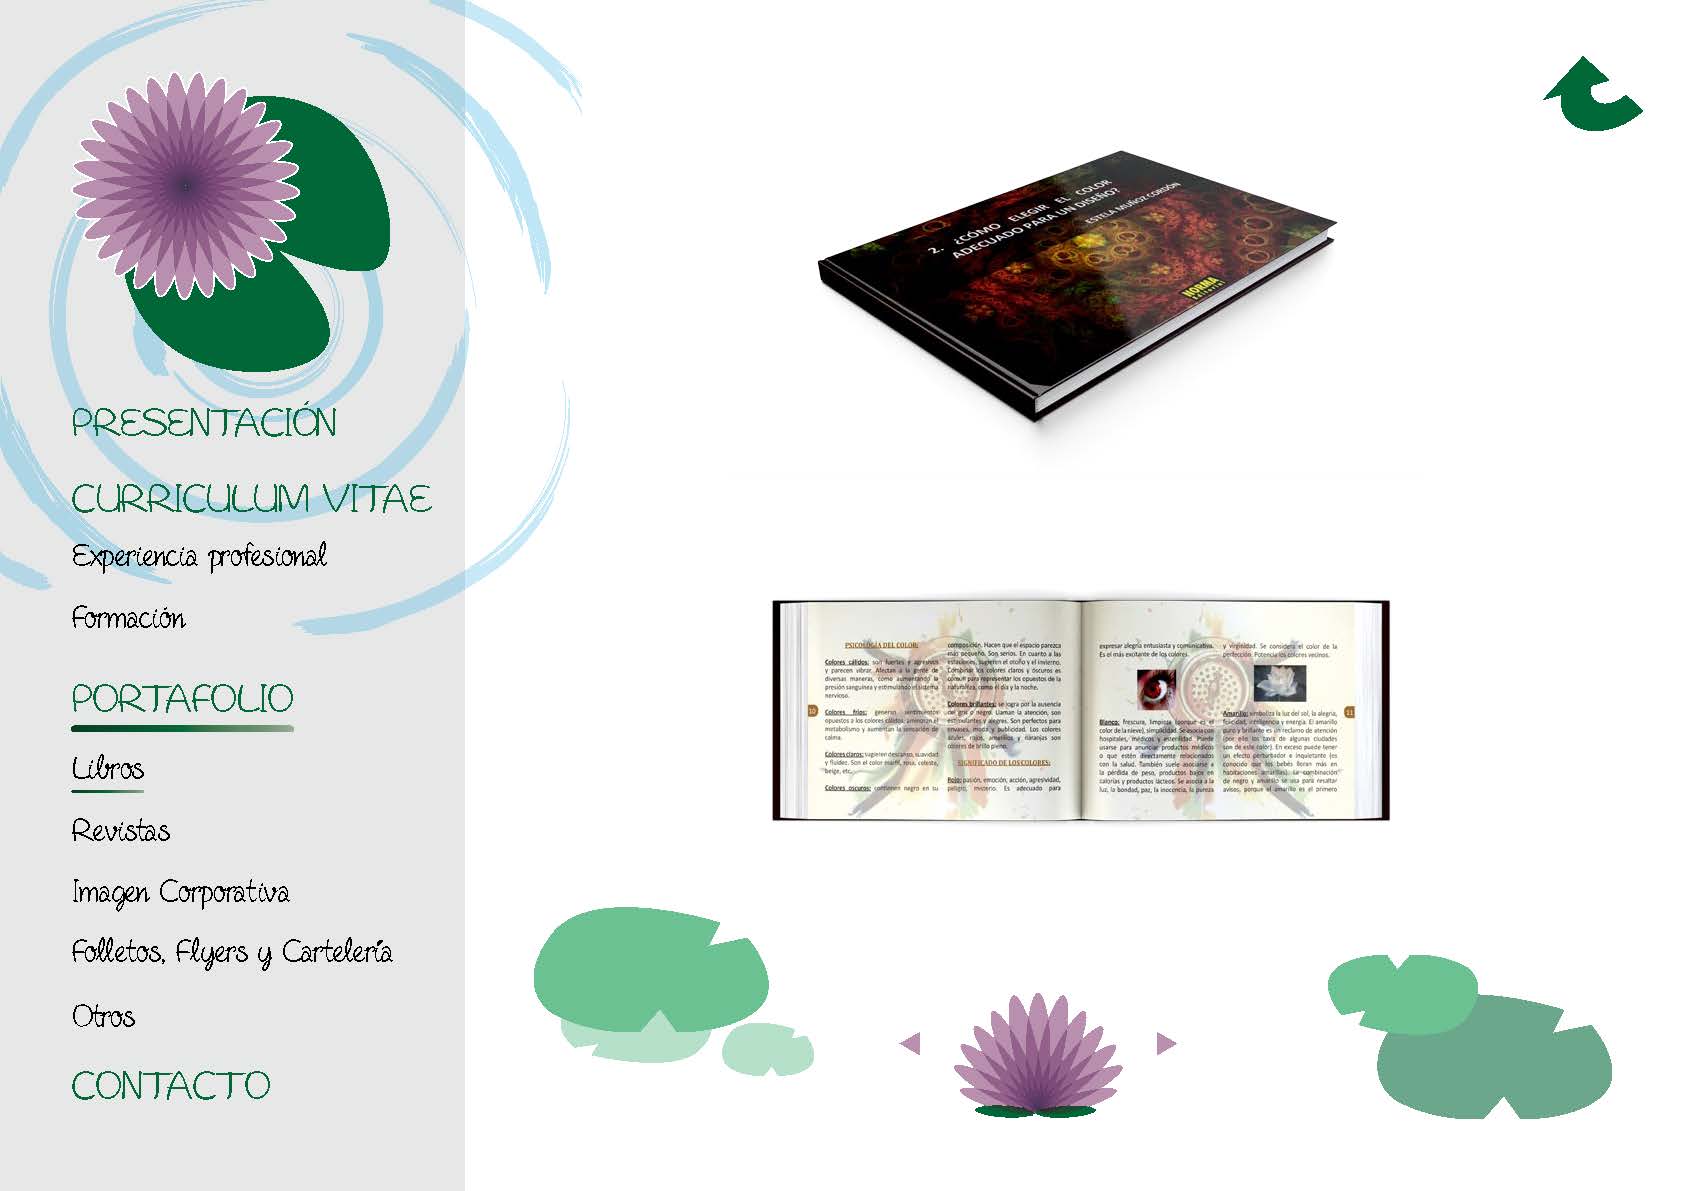 PRESENTACIÓN
CURRICULUM VITAE
Experiencia profesional
Formación
PORTAFOLIO
Libros
Revistas
Imagen Corporativa
Folletos, Flyers y Cartelería
Otros
CONTACTO
2. ¿CÓMO ELEGIR EL COLOR
ADECUADO PARA UN DISEÑO?
ESTELA MUÑOZ CORDÓN
NORMA
Editorial
PSICOLOGÍA DEL COLOR:
Colores cálidos: son fuertes y agresivos
y parecen vibrar. Afectan a la gente de
diversas maneras, como aumentando la
presión sanguínea y estimulando el sistema
nervioso.
Colores fríos: generan sentimientos
opuestos a los colores cálidos, aminoran el
metabolismo y aumentan la sensación de
calma.
Colores claros: sugieren descanso, suavidad
y fluidez. Son el color marfil, rosa, celeste,
beige, etc.
Colores oscuros: contienen negro en su
10
composición. Hacen que el espacio parezca
más pequeño. Son serios. En cuanto a las
estaciones, sugieren el otoño y el invierno.
Combinar los colores claros y oscuros es
común para representar los opuestos de la
naturaleza, como el día y la noche.
Colores brillantes: se logra por la ausencia
del gris o negro. Llaman la atención, son
estimulantes y alegres. Son perfectos para
envases, moda y publicidad. Los colores
azules, rojos, amarillos y naranjas son
colores de brillo pleno.
SIGNIFICADO DE LOS COLORES:
Rojo: pasión, emoción, acción, agresividad,
peligro, misterio. Es adecuado para
expresar alegría entusiasta y comunicativa.
Es el más excitante de los colores.
Blanco: frescura, limpieza (porque es el
color de la nieve), simplicidad. Se asocia con
hospitales, médicos y esterilidad. Puede
usarse para anunciar productos médicos
o que estén directamente relacionados
con la salud. También suele asociarse a
la pérdida de peso, productos bajos en
calorías y productos lácteos. Se asocia a la
luz, la bondad, paz, la inocencia, la pureza
y virginidad. Se considera el color de la
perfección. Potencia los colores vecinos.
Amarillo: simboliza la luz del sol, la alegría,
felicidad, inteligencia y energía. El amarillo
puro y brillante es un reclamo de atención
(por ello los taxis de algunas ciudades
son de este color). En exceso puede tener
un efecto perturbador e inquietante (es
conocido que los bebés lloran más en
habitaciones amarillas). La combinación
de negro y amarillo se usa para resaltar
avisos, porque el amarillo es el primero
11